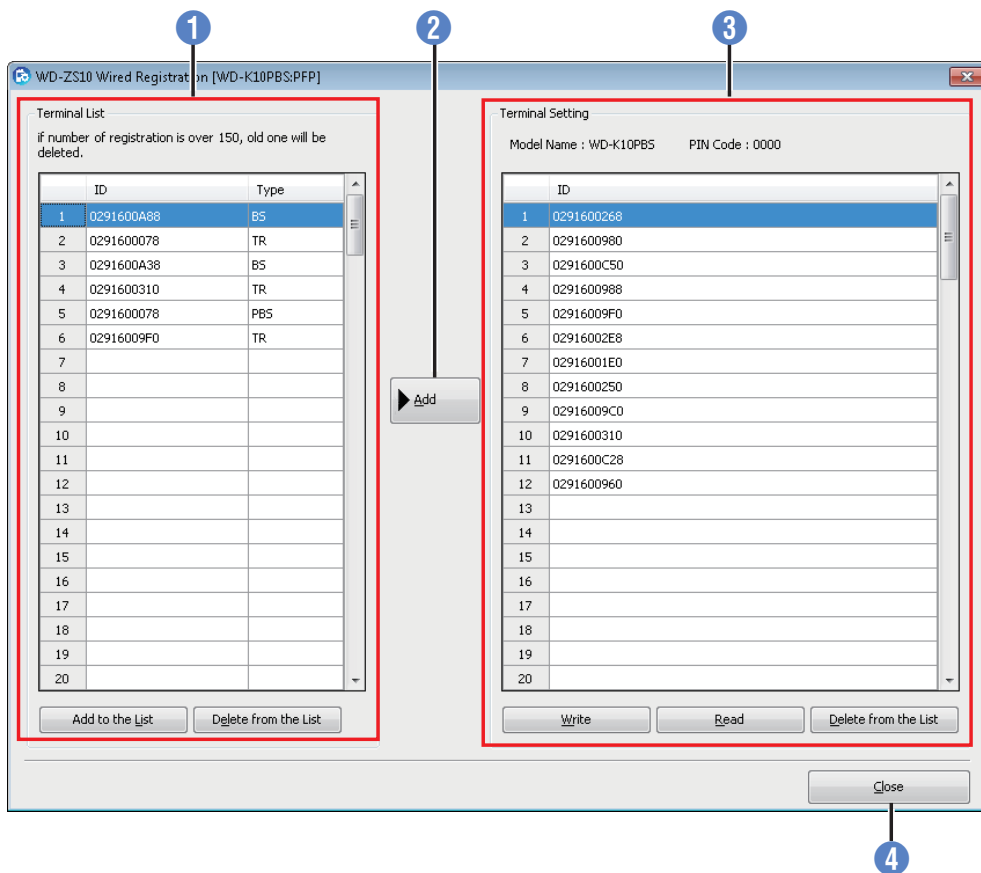 1
2
3
WD-ZS10 Wired Registration [WD-K10PBS:PFP]
Terminal List
if number of registration is over 150, old one will be
deleted.
ID Type
1 0291600A88 BS
2 0291600078 TR
3 0291600A38 BS
4 0291600310 TR
5 0291600078 PBS
6 02916009F0 TR
7
8
9
10
11
12
13
14
15
16
17
18
19
20
Add to the List Delete from the List
Add
Terminal Setting
Model Name : WD-K10PBS PIN Code : 0000
ID
1 0291600268
2 0291600980
3 0291600C50
4 0291600988
5 02916009F0
6 02916002E8
7 02916001E0
8 0291600250
9 02916009C0
10 0291600310
11 0291600C28
12 0291600960
13
14
15
16
17
18
19
20
Write Read Delete from the List
Close
4